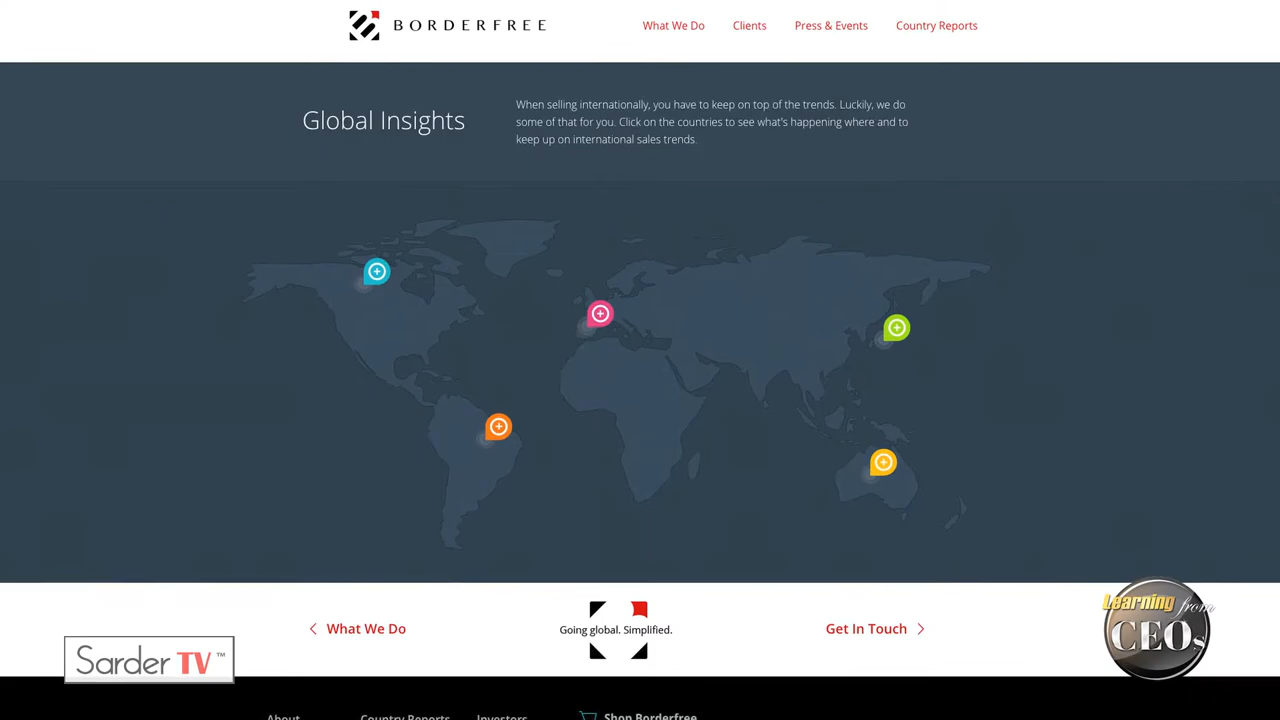 BORDERFREE
What We Do
Clients
Press & Events
Country Reports
Global Insights
When selling internationally, you have to keep on top of the trends. Luckily, we do
some of that for you. Click on the countries to see what's happening where and to
keep up on international sales trends.
What We Do
Going global. Simplified.
Get In Touch
Learning from
CEOs
Sarder TV™
About
Country Reports
Investors
Shop Borderfree